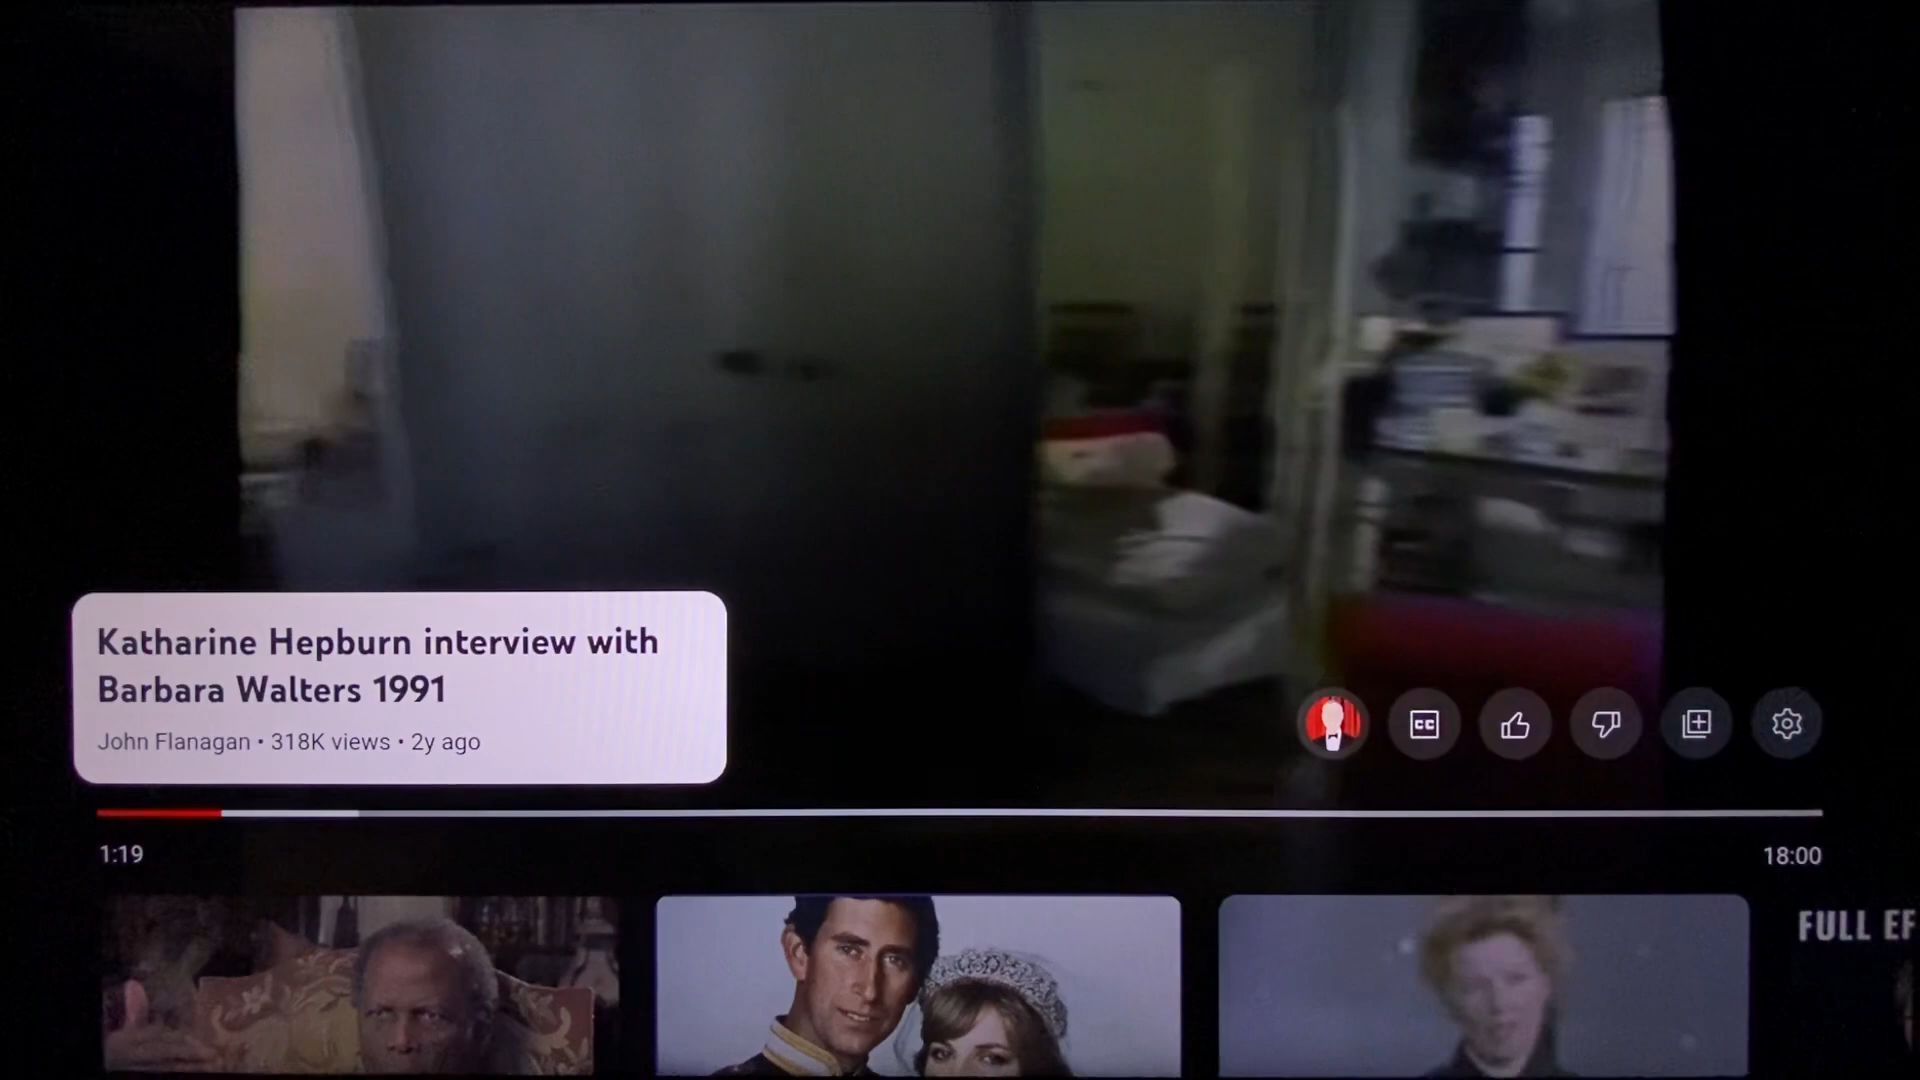 Katharine Hepburn interview with
Barbara Walters 1991
John Flanagan • 318K views • 2y ago
CC
1:19
18:00
FULL EF